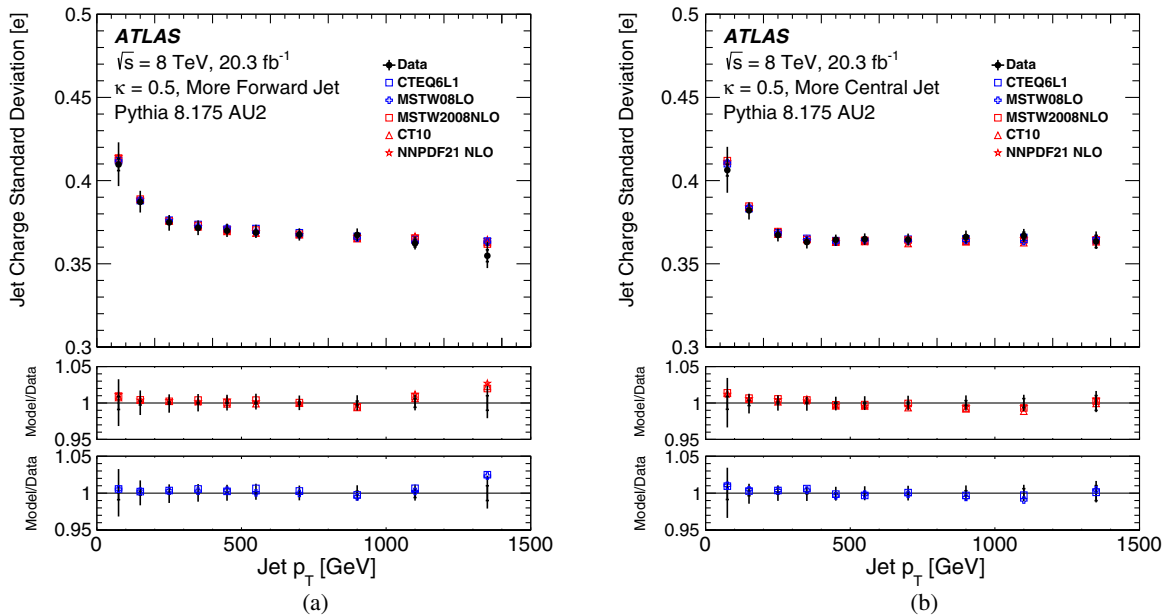 Jet Charge Standard Deviation [e]
0.5
0.45
0.4
0.35
0.3
ATLAS
√s = 8 TeV, 20.3 fb⁻¹
κ = 0.5, More Forward Jet
Pythia 8.175 AU2
Data
CTEQ6L1
MSTW08LO
MSTW2008NLO
CT10
NNPDF21 NLO
Model/Data
1.05
1
0.95
Model/Data
1.05
1
0.95
0 500 1000 1500
Jet p_T [GeV]
(a)
Jet Charge Standard Deviation [e]
0.5
0.45
0.4
0.35
0.3
ATLAS
√s = 8 TeV, 20.3 fb⁻¹
κ = 0.5, More Central Jet
Pythia 8.175 AU2
Data
CTEQ6L1
MSTW08LO
MSTW2008NLO
CT10
NNPDF21 NLO
Model/Data
1.05
1
0.95
Model/Data
1.05
1
0.95
0 500 1000 1500
Jet p_T [GeV]
(b)